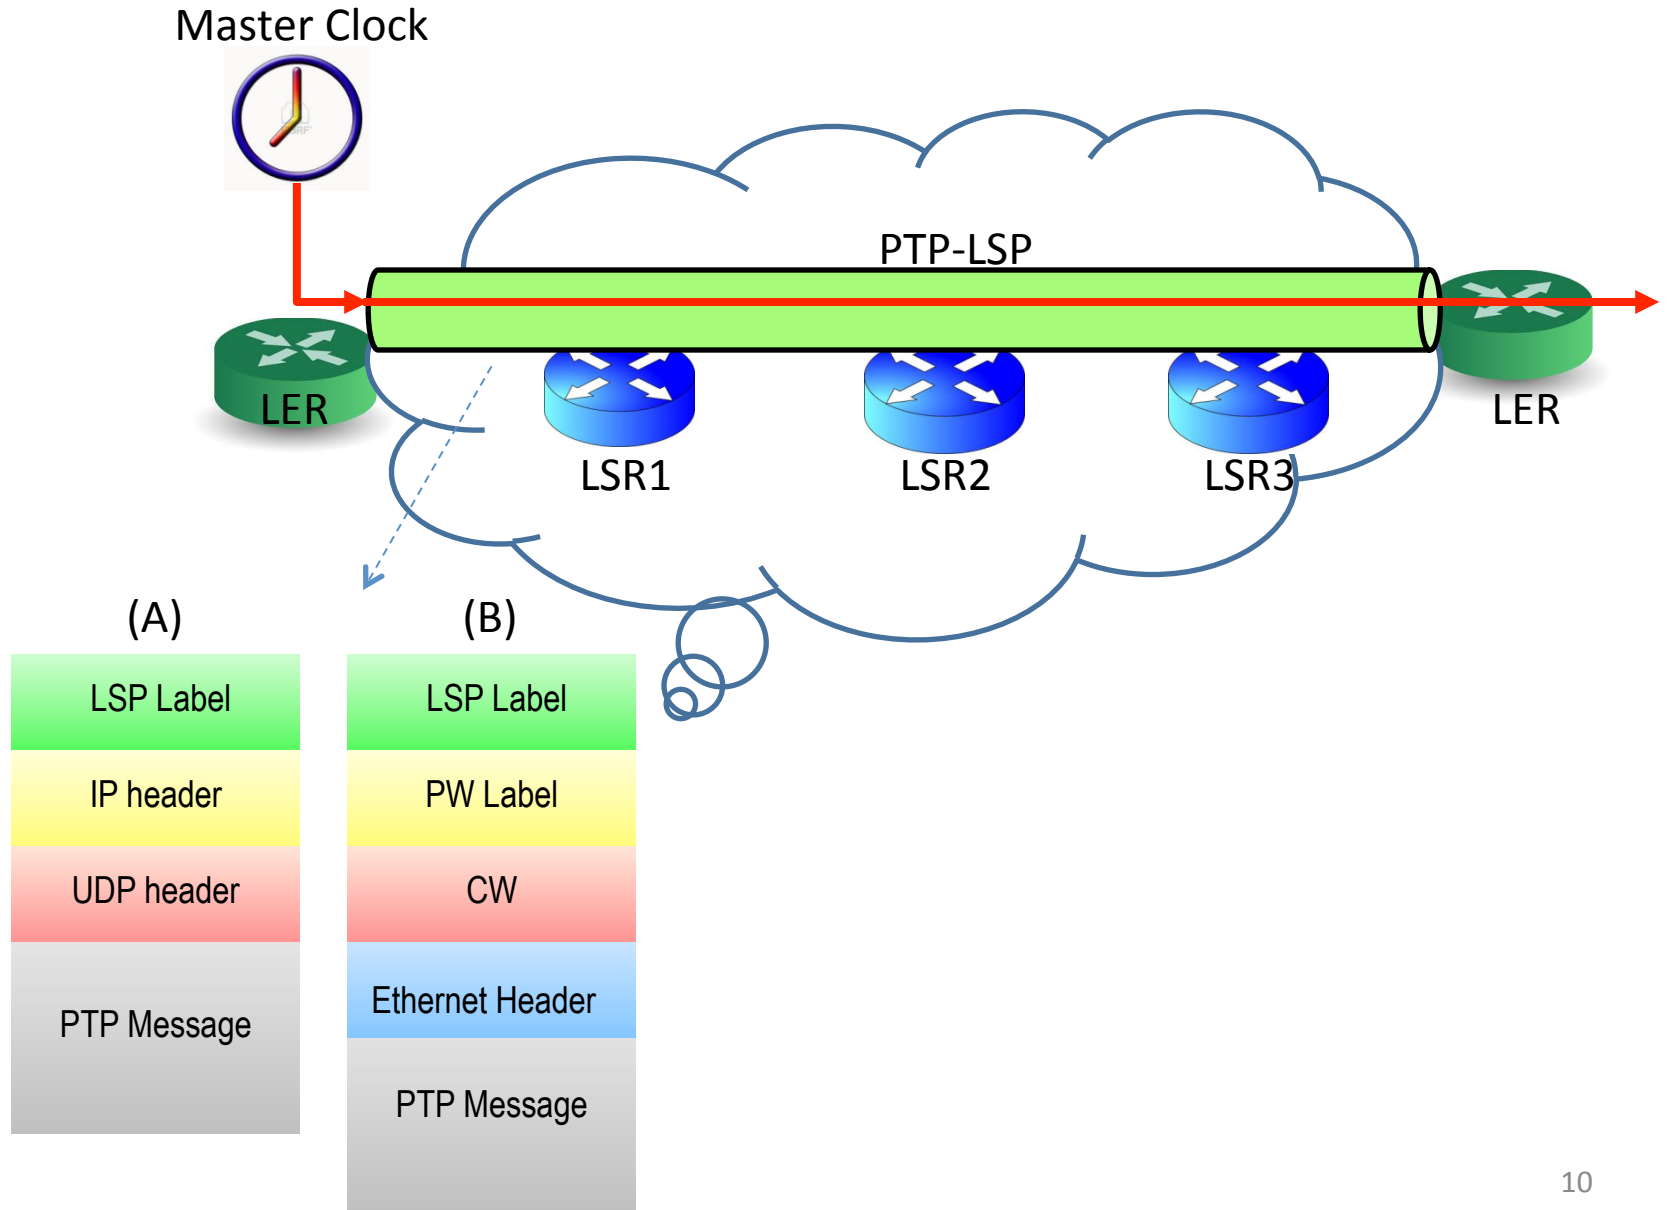 Master Clock
PTP-LSP
LER
LER
LSR1
LSR2
LSR3
(A)
(B)
LSP Label
IP header
UDP header
PTP Message
LSP Label
PW Label
CW
Ethernet Header
PTP Message
10